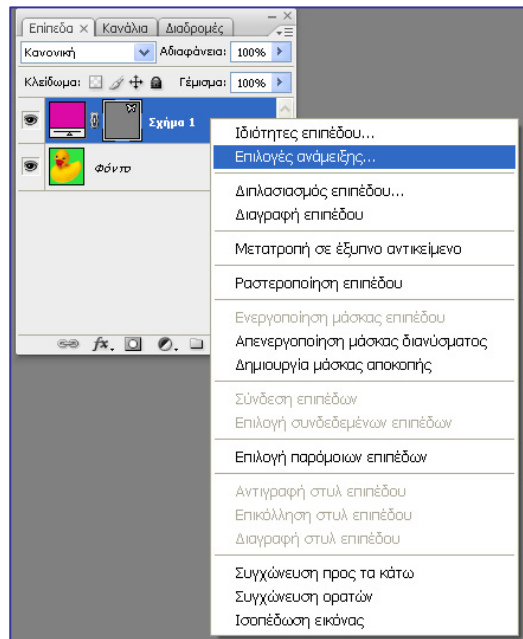 Επίπεδα × Κανάλια Διαδρομές
Κανονική Αδιαφάνεια: 100%
Κλείδωμα: Γέμισμα: 100%
Σχήμα 1
Φόντο
fx.
Ιδιότητες επιπέδου...
Επιλογές ανάμειξης...
Διπλασιασμός επιπέδου...
Διαγραφή επιπέδου
Μετατροπή σε έξυπνο αντικείμενο
Ραστεροποίηση επιπέδου
Ενεργοποίηση μάσκας επιπέδου
Απενεργοποίηση μάσκας διανύσματος
Δημιουργία μάσκας αποκοπής
Σύνδεση επιπέδων
Επιλογή συνδεδεμένων επιπέδων
Επιλογή παρόμοιων επιπέδων
Αντιγραφή στυλ επιπέδου
Επικόλληση στυλ επιπέδου
Διαγραφή στυλ επιπέδου
Συγχώνευση προς τα κάτω
Συγχώνευση ορατών
Ισοπέδωση εικόνας